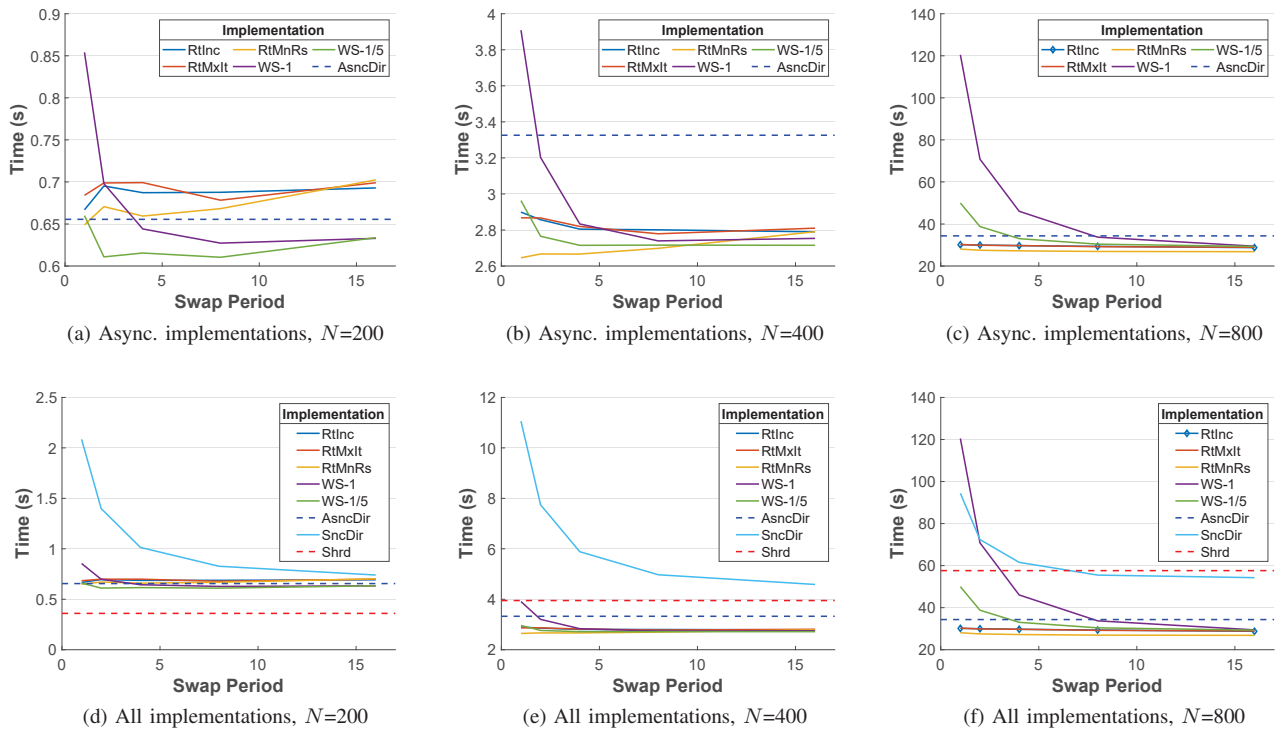 Implementation
RtInc RtMnRs WS-1/5
RtMxIt WS-1 AsncDir
0.9
0.85
0.8
0.75
0.7
0.65
0.6
Time (s)
0 5 10 15
Swap Period
(a) Async. implementations, N=200
Implementation
RtInc RtMnRs WS-1/5
RtMxIt WS-1 AsncDir
4
3.8
3.6
3.4
3.2
3
2.8
2.6
Time (s)
0 5 10 15
Swap Period
(b) Async. implementations, N=400
Implementation
RtInc RtMnRs WS-1/5
RtMxIt WS-1 AsncDir
140
120
100
80
60
40
20
Time (s)
0 5 10 15
Swap Period
(c) Async. implementations, N=800
Implementation
RtInc
RtMxIt
RtMnRs
WS-1
WS-1/5
AsncDir
SncDir
Shrd
2.5
2
1.5
1
0.5
0
Time (s)
0 5 10 15
Swap Period
(d) All implementations, N=200
Implementation
RtInc
RtMxIt
RtMnRs
WS-1
WS-1/5
AsncDir
SncDir
Shrd
12
10
8
6
4
2
Time (s)
0 5 10 15
Swap Period
(e) All implementations, N=400
Implementation
RtInc
RtMxIt
RtMnRs
WS-1
WS-1/5
AsncDir
SncDir
Shrd
140
120
100
80
60
40
20
Time (s)
0 5 10 15
Swap Period
(f) All implementations, N=800